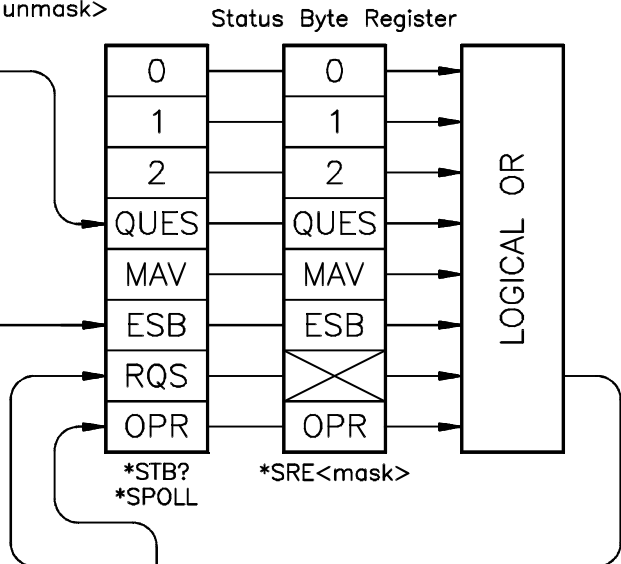 unmask>
Status Byte Register
0 0
1 1
2 2
QUES QUES
MAV MAV
ESB ESB
RQS
OPR OPR
LOGICAL OR
*STB? *SRE<mask>
*SPOLL